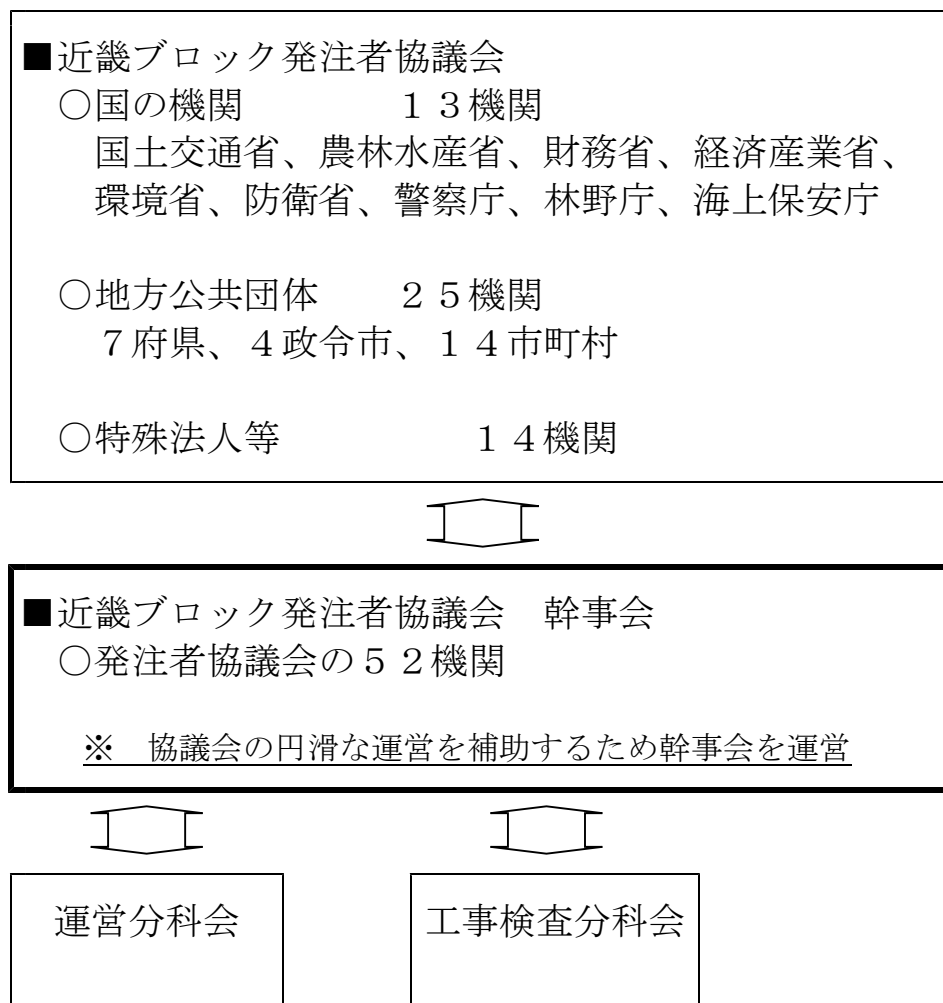 ■近畿ブロック発注者協議会
○国の機関　　　　１３機関
国土交通省、農林水産省、財務省、経済産業省、
環境省、防衛省、警察庁、林野庁、海上保安庁
○地方公共団体　　２５機関
７府県、４政令市、１４市町村
○特殊法人等　　　　　１４機関
■近畿ブロック発注者協議会　幹事会
○発注者協議会の５２機関
※　協議会の円滑な運営を補助するため幹事会を運営
運営分科会
工事検査分科会